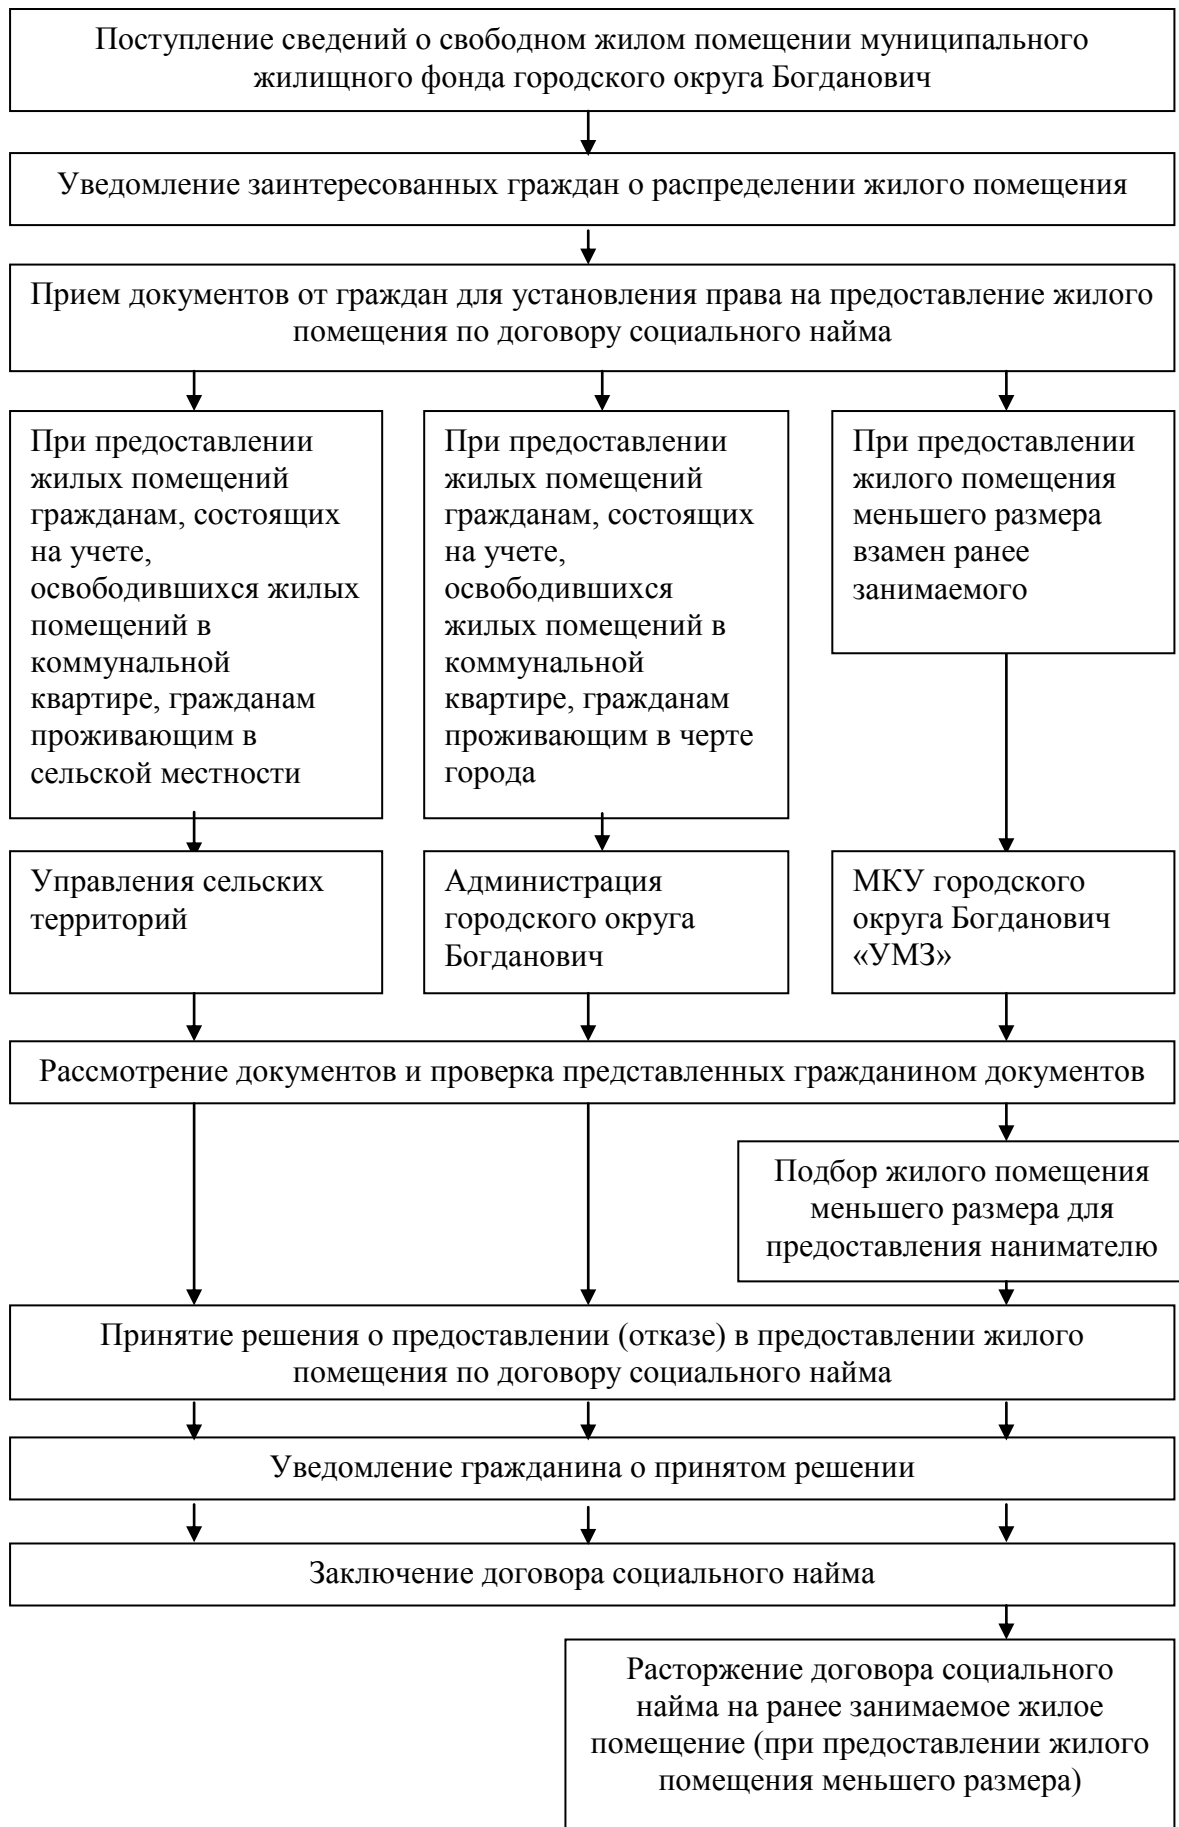 Поступление сведений о свободном жилом помещении муниципального
жилищного фонда городского округа Богданович
Уведомление заинтересованных граждан о распределении жилого помещения
Прием документов от граждан для установления права на предоставление жилого
помещения по договору социального найма
При предоставлении
жилых помещений
гражданам, состоящих
на учете,
освободившихся жилых
помещений в
коммунальной
квартире, гражданам
проживающим в
сельской местности
При предоставлении
жилых помещений
гражданам, состоящих
на учете,
освободившихся
жилых помещений в
коммунальной
квартире, гражданам
проживающим в черте
города
При предоставлении
жилого помещения
меньшего размера
взамен ранее
занимаемого
Управления сельских
территорий
Администрация
городского округа
Богданович
МКУ городского
округа Богданович
«УМЗ»
Рассмотрение документов и проверка представленных гражданином документов
Подбор жилого помещения
меньшего размера для
предоставления нанимателю
Принятие решения о предоставлении (отказе) в предоставлении жилого
помещения по договору социального найма
Уведомление гражданина о принятом решении
Заключение договора социального найма
Расторжение договора социального
найма на ранее занимаемое жилое
помещение (при предоставлении жилого
помещения меньшего размера)